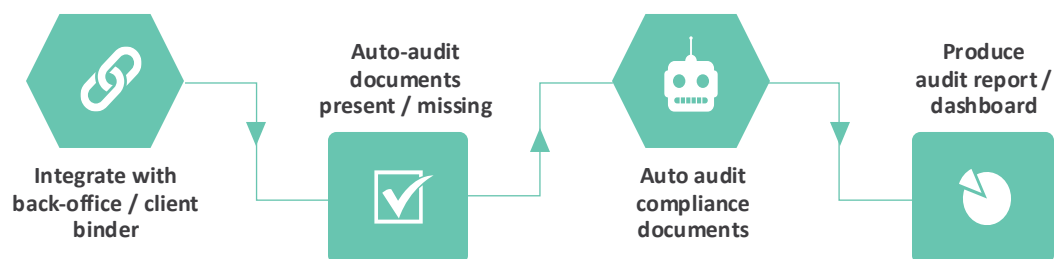 Integrate with
back-office / client
binder
Auto-audit
documents
present / missing
Auto audit
compliance
documents
Produce
audit report /
dashboard